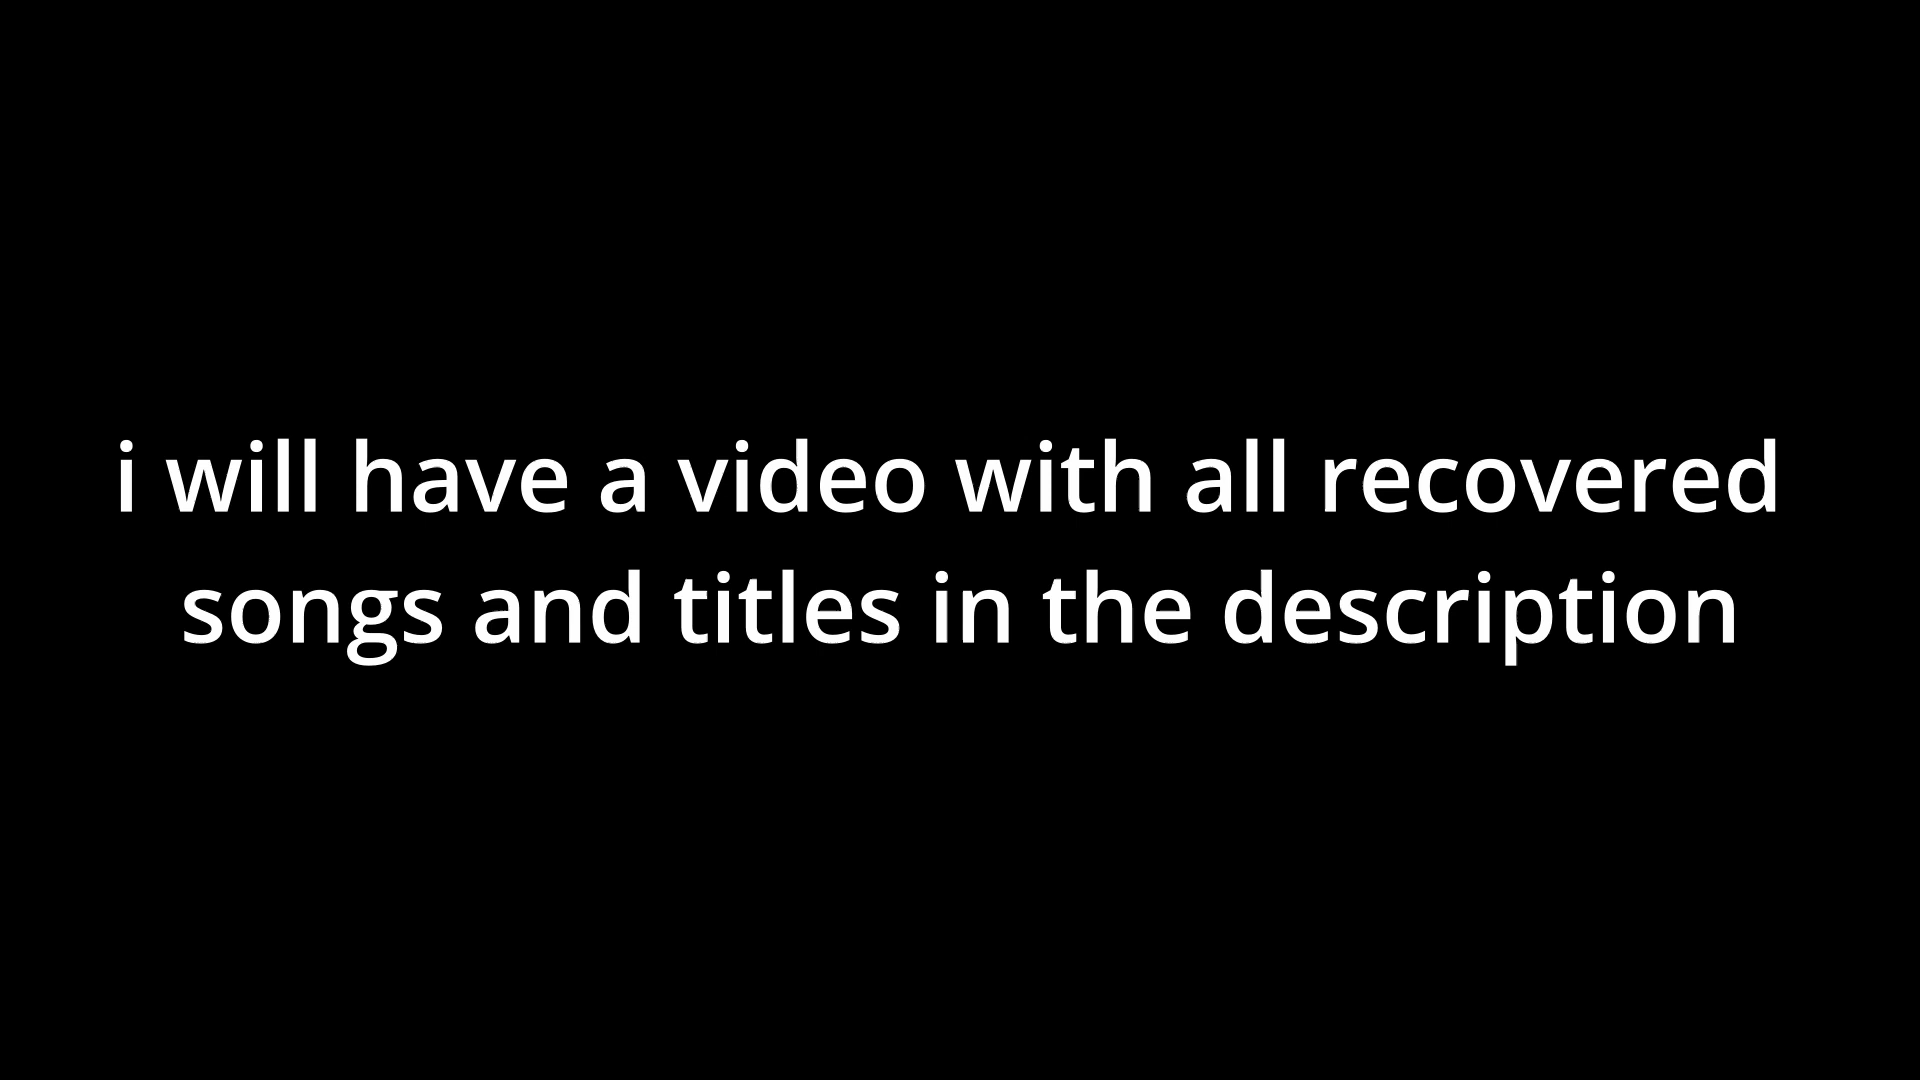 i will have a video with all recovered
songs and titles in the description